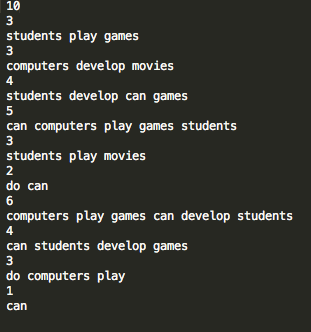 10
3
students play games
3
computers develop movies
4
students develop can games
5
can computers play games students
3
students play movies
2
do can
6
computers play games can develop students
4
can students develop games
3
do computers play
1
can